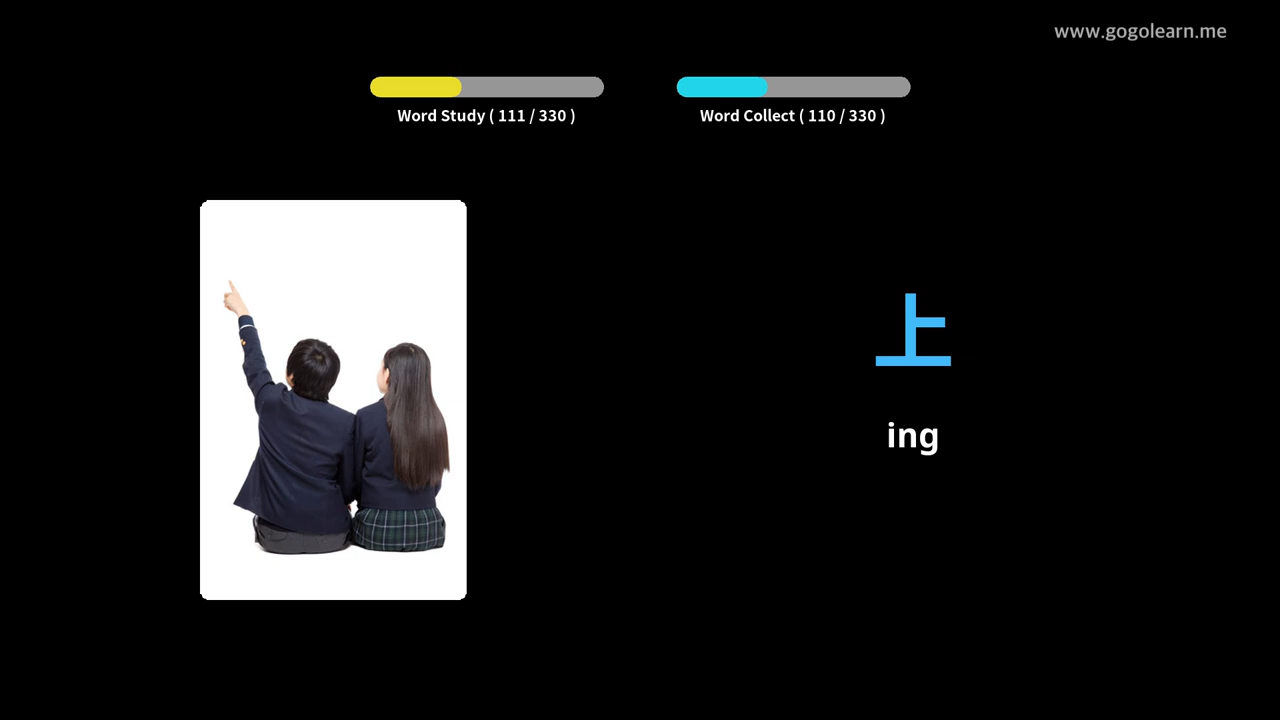 www.gogolearn.me
Word Study ( 111 / 330 )
Word Collect ( 110 / 330 )
上
ing